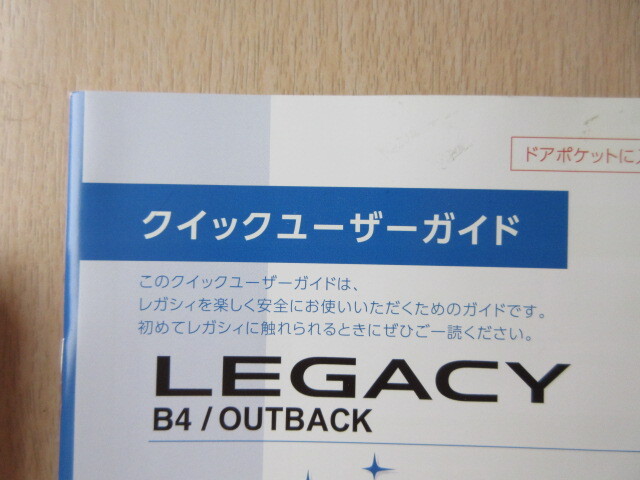 ドアポケットに
クイックユーザーガイド
このクイックユーザーガイドは、
レガシィを楽しく安全にお使いいただくためのガイドです。
初めてレガシィに触れられるときにぜひご一読ください。
LEGACY
B4 / OUTBACK